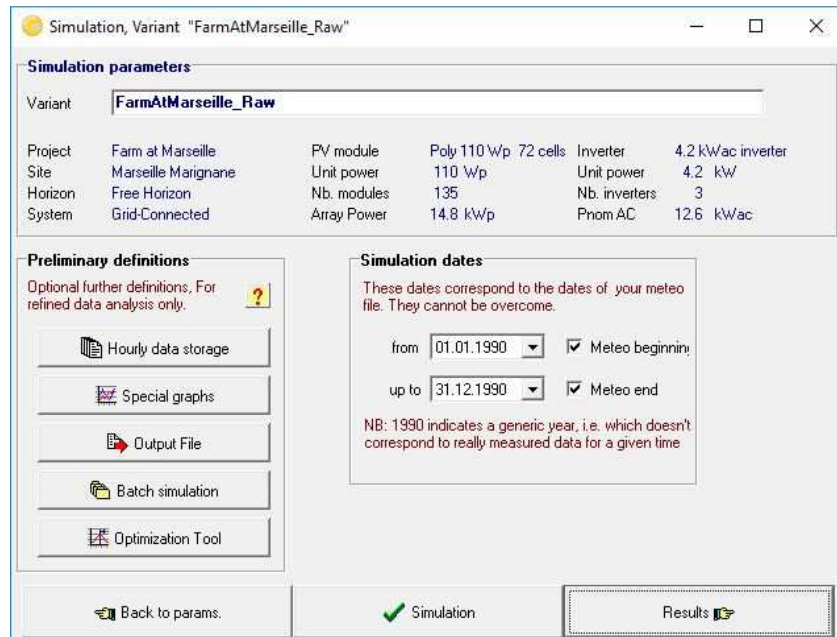 Simulation, Variant "FarmAtMarseille_Raw"
Simulation parameters
Variant FarmAtMarseille_Raw
Project Farm at Marseille PV module Poly 110 Wp 72 cells Inverter 4.2 kWac inverter
Site Marseille Marignane Unit power 110 Wp Unit power 4.2 kW
Horizon Free Horizon Nb. modules 135 Nb. inverters 3
System Grid-Connected Array Power 14.8 kWp Pnom AC 12.6 kWac
Preliminary definitions
Optional further definitions, For
refined data analysis only.
?
Hourly data storage
Special graphs
Output File
Batch simulation
Optimization Tool
Simulation dates
These dates correspond to the dates of your meteo
file. They cannot be overcome.
from 01.01.1990 Meteo beginnin
up to 31.12.1990 Meteo end
NB: 1990 indicates a generic year, i.e. which doesn't
correspond to really measured data for a given time
Back to params.
Simulation
Results